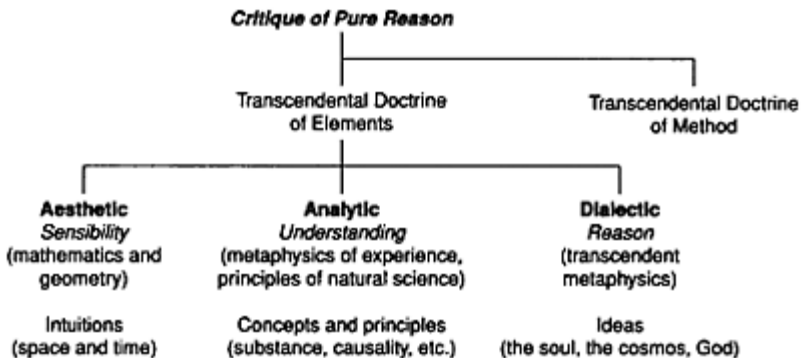 Critique of Pure Reason
Transcendental Doctrine
of Elements
Transcendental Doctrine
of Method
Aesthetic
Sensibility
(mathematics and
geometry)
Intuitions
(space and time)
Analytic
Understanding
(metaphysics of experience,
principles of natural science)
Concepts and principles
(substance, causality, etc.)
Dialectic
Reason
(transcendent
metaphysics)
Ideas
(the soul, the cosmos, God)